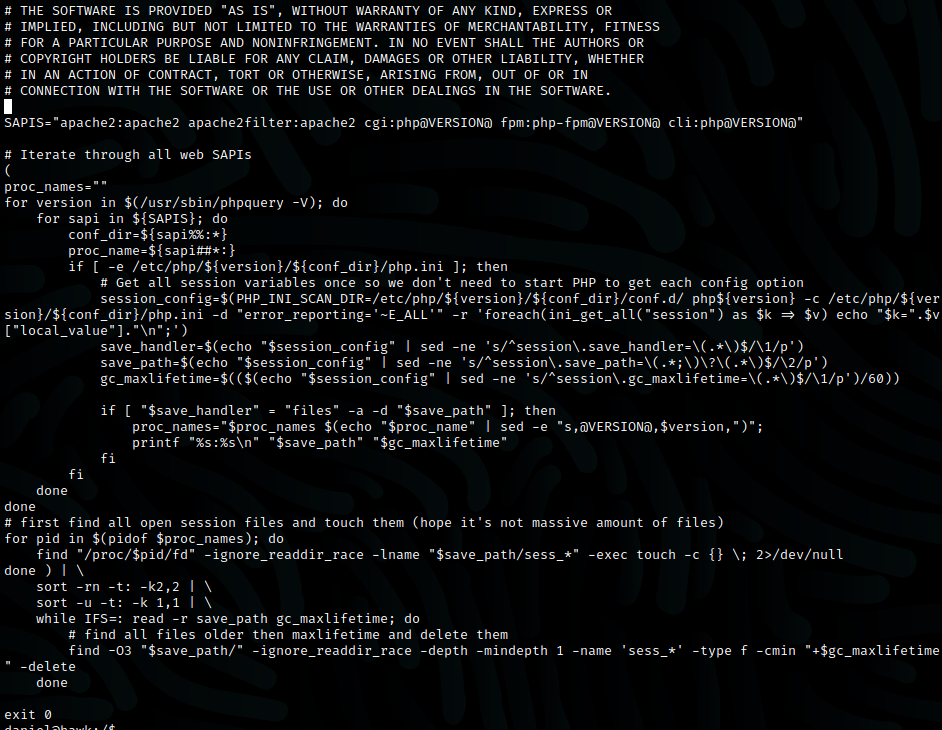 # THE SOFTWARE IS PROVIDED "AS IS", WITHOUT WARRANTY OF ANY KIND, EXPRESS OR
# IMPLIED, INCLUDING BUT NOT LIMITED TO THE WARRANTIES OF MERCHANTABILITY, FITNESS
# FOR A PARTICULAR PURPOSE AND NONINFRINGEMENT. IN NO EVENT SHALL THE AUTHORS OR
# COPYRIGHT HOLDERS BE LIABLE FOR ANY CLAIM, DAMAGES OR OTHER LIABILITY, WHETHER
# IN AN ACTION OF CONTRACT, TORT OR OTHERWISE, ARISING FROM, OUT OF OR IN
# CONNECTION WITH THE SOFTWARE OR THE USE OR OTHER DEALINGS IN THE SOFTWARE.
SAPIS="apache2:apache2 apache2filter:apache2 cgi:php@VERSION@ fpm:php-fpm@VERSION@ cli:php@VERSION@"
# Iterate through all web SAPIs
(
proc_names=""
for version in $(/usr/sbin/phpquery -V); do
    for sapi in ${SAPIS}; do
        conf_dir=${sapi%%:*}
        proc_name=${sapi##*:}
        if [ -e /etc/php/${version}/${conf_dir}/php.ini ]; then
            # Get all session variables once so we don't need to start PHP to get each config option
            session_config=$(PHP_INI_SCAN_DIR=/etc/php/${version}/${conf_dir}/conf.d/ php${version} -c /etc/php/${ver
sion}/${conf_dir}/php.ini -d "error_reporting='~E_ALL'" -r 'foreach(ini_get_all("session") as $k => $v) echo "$k=".$v
["local_value"]."\n";')
            save_handler=$(echo "$session_config" | sed -ne 's/^session\.save_handler=\(.*\)$/\1/p')
            save_path=$(echo "$session_config" | sed -ne 's/^session\.save_path=\(.*;\)\?\(.*\)$/\2/p')
            gc_maxlifetime=$(($(echo "$session_config" | sed -ne 's/^session\.gc_maxlifetime=\(.*\)$/\1/p')/60))
            if [ "$save_handler" = "files" -a -d "$save_path" ]; then
                proc_names="$proc_names $(echo "$proc_name" | sed -e "s,@VERSION@,$version,")";
                printf "%s:%s\n" "$save_path" "$gc_maxlifetime"
            fi
        fi
    done
done
# first find all open session files and touch them (hope it's not massive amount of files)
for pid in $(pidof $proc_names); do
    find "/proc/$pid/fd" -ignore_readdir_race -lname "$save_path/sess_*" -exec touch -c {} \; 2>/dev/null
done ) | \
    sort -rn -t: -k2,2 | \
    sort -u -t: -k 1,1 | \
    while IFS=: read -r save_path gc_maxlifetime; do
        # find all files older then maxlifetime and delete them
        find -O3 "$save_path/" -ignore_readdir_race -depth -mindepth 1 -name 'sess_*' -type f -cmin "+$gc_maxlifetime
" -delete
    done
exit 0
daniel@hawk:/$